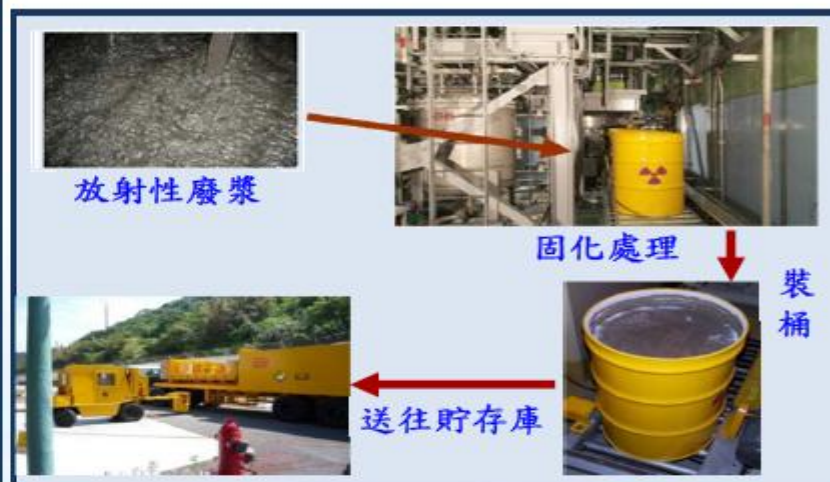 放射性廢漿
固化處理
裝
桶
送往貯存庫